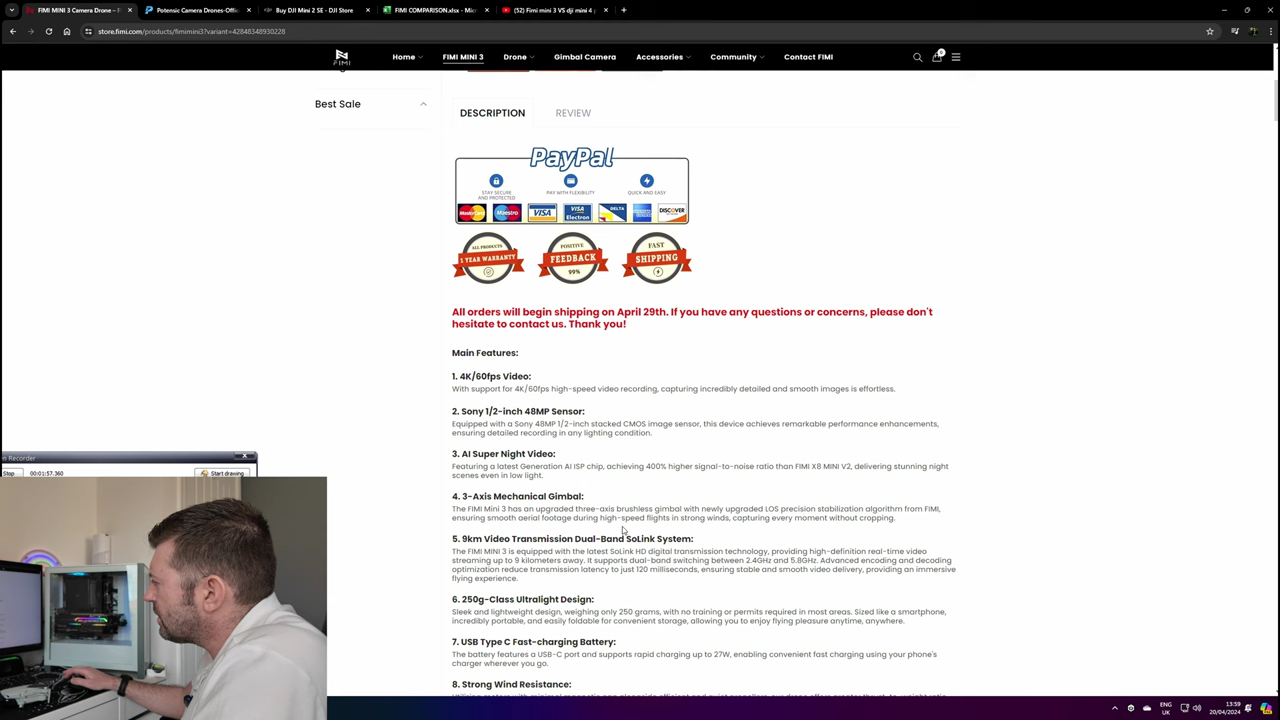 FIMI MINI 3 Camera Drone – F
Potensic Camera Drones-Offic
Buy DJI Mini 2 SE - DJI Store
FIMI COMPARISON.xlsx - Micr
(52) Fimi mini 3 VS dji mini 4 p
store.fimi.com/products/fimimini3?variant=42848348930228
FIMI
Home
FIMI MINI 3
Drone
Gimbal Camera
Accessories
Community
Contact FIMI
0
Best Sale
DESCRIPTION
REVIEW
PayPal
STAY SECURE AND PROTECTED
PAY WITH FLEXIBILITY
QUICK AND EASY
MasterCard
Maestro
VISA
VISA Electron
DELTA
DISCOVER
ALL PRODUCTS
1 YEAR WARRANTY
POSITIVE
FEEDBACK
99%
FAST
SHIPPING
All orders will begin shipping on April 29th. If you have any questions or concerns, please don't
hesitate to contact us. Thank you!
Main Features:
1. 4K/60fps Video:
With support for 4K/60fps high-speed video recording, capturing incredibly detailed and smooth images is effortless.
2. Sony 1/2-inch 48MP Sensor:
Equipped with a Sony 48MP 1/2-inch stacked CMOS image sensor, this device achieves remarkable performance enhancements,
ensuring detailed recording in any lighting condition.
3. AI Super Night Video:
Featuring a latest Generation AI ISP chip, achieving 400% higher signal-to-noise ratio than FIMI X8 MINI V2, delivering stunning night
scenes even in low light.
4. 3-Axis Mechanical Gimbal:
The FIMI Mini 3 has an upgraded three-axis brushless gimbal with newly upgraded LOS precision stabilization algorithm from FIMI,
ensuring smooth aerial footage during high-speed flights in strong winds, capturing every moment without cropping.
5. 9km Video Transmission Dual-Band SoLink System:
The FIMI MINI 3 is equipped with the latest SoLink HD digital transmission technology, providing high-definition real-time video
streaming up to 9 kilometers away. It supports dual-band switching between 2.4GHz and 5.8GHz. Advanced encoding and decoding
optimization reduce transmission latency to just 120 milliseconds, ensuring stable and smooth video delivery, providing an immersive
flying experience.
6. 250g-Class Ultralight Design:
Sleek and lightweight design, weighing only 250 grams, with no training or permits required in most areas. Sized like a smartphone,
incredibly portable, and easily foldable for convenient storage, allowing you to enjoy flying pleasure anytime, anywhere.
7. USB Type C Fast-charging Battery:
The battery features a USB-C port and supports rapid charging up to 27W, enabling convenient fast charging using your phone's
charger wherever you go.
8. Strong Wind Resistance:
n Recorder
Stop
00:01:57.360
Start drawing
ENG
UK
13:59
20/04/2024